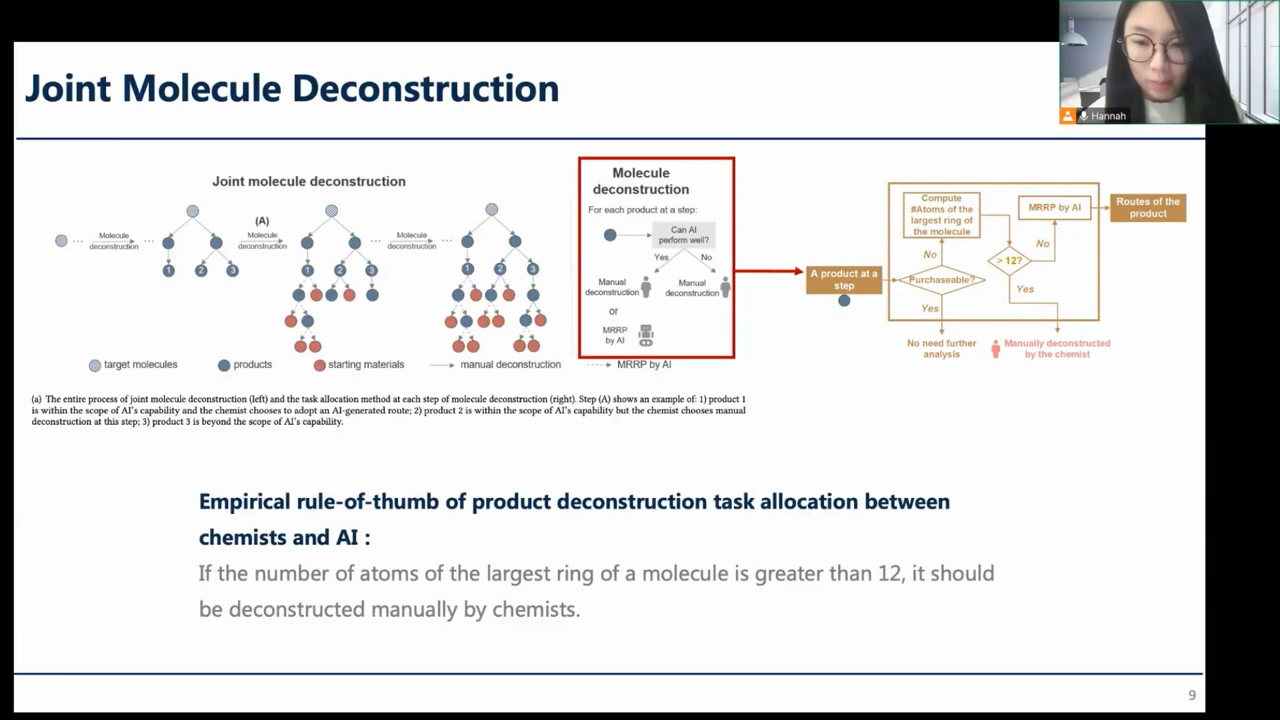 Joint Molecule Deconstruction
Hannah
Joint molecule deconstruction
(A)
... Molecule deconstruction ...
Molecule deconstruction
... Molecule deconstruction ...
1 2 3
1 2 3
1 2 3
target molecules products starting materials manual deconstruction MRRP by AI
Molecule
deconstruction
For each product at a step:
Can AI
perform well?
Yes No
Manual
deconstruction
Manual
deconstruction
or
MRRP
by AI
A product at a
step
Compute
#Atoms of the
largest ring of
the molecule
MRRP by AI
Routes of the
product
No
No
> 12?
Purchaseable?
Yes
Yes
No need further
analysis
Manually deconstructed
by the chemist
(a) The entire process of joint molecule deconstruction (left) and the task allocation method at each step of molecule deconstruction (right). Step (A) shows an example of: 1) product 1
is within the scope of AI's capability and the chemist chooses to adopt an AI-generated route; 2) product 2 is within the scope of AI's capability but the chemist chooses manual
deconstruction at this step; 3) product 3 is beyond the scope of AI's capability.
Empirical rule-of-thumb of product deconstruction task allocation between
chemists and AI :
If the number of atoms of the largest ring of a molecule is greater than 12, it should
be deconstructed manually by chemists.
9